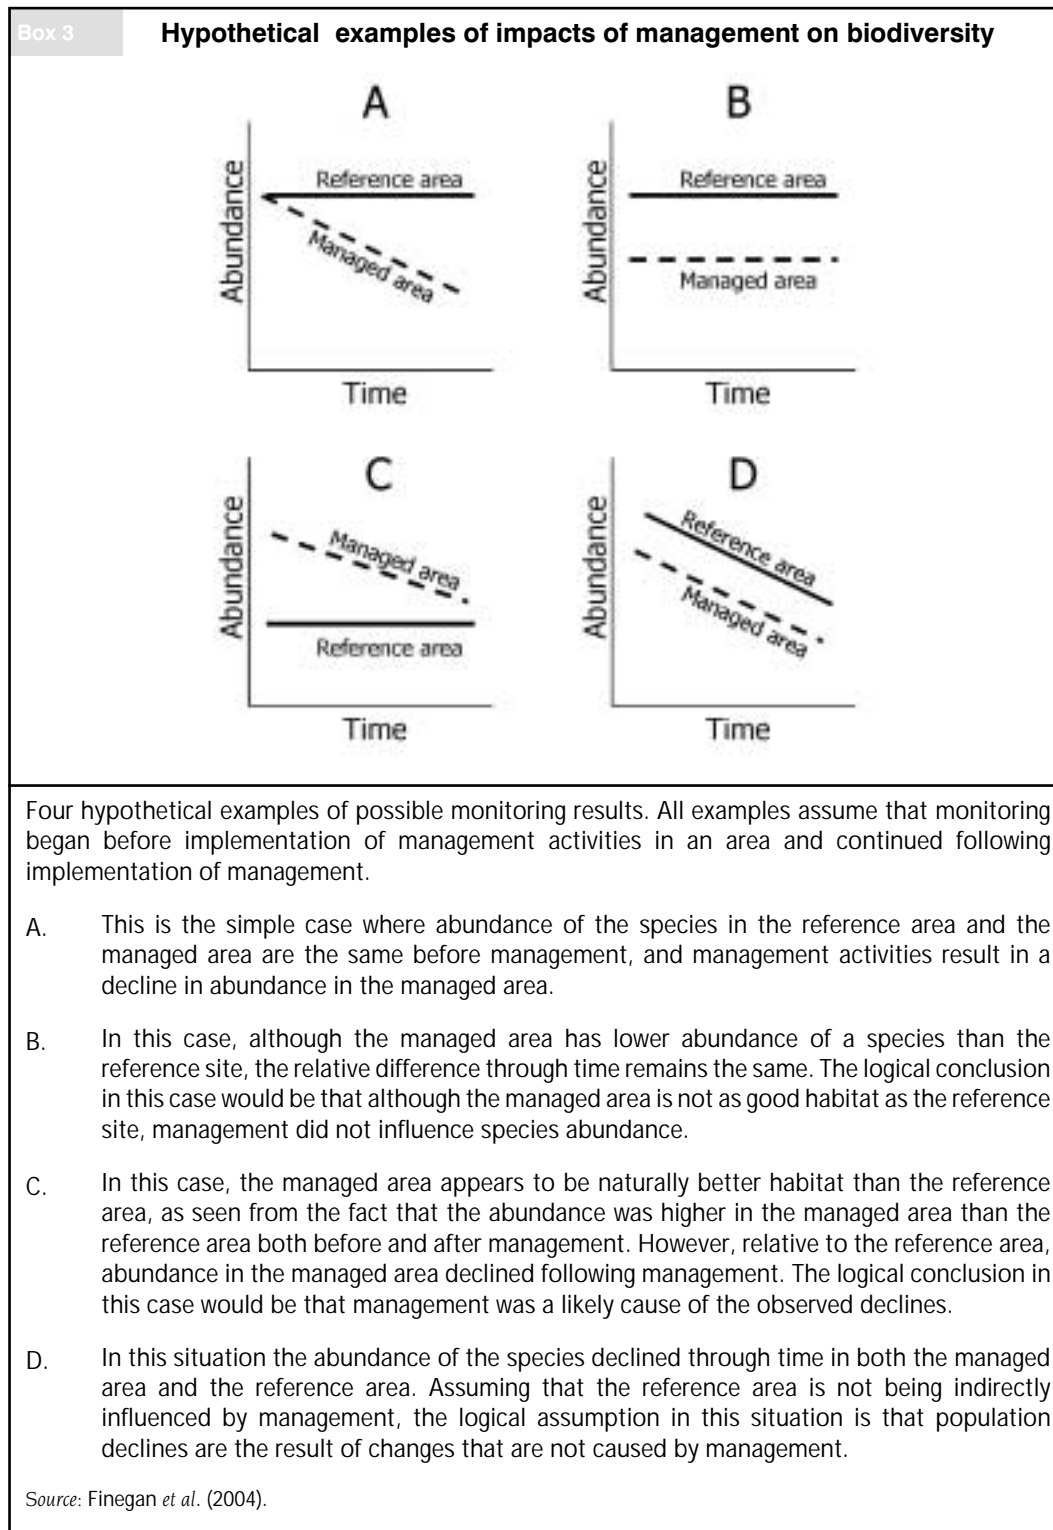 Box 3
Hypothetical examples of impacts of management on biodiversity
A
Abundance
Reference area
Managed area
Time
B
Abundance
Reference area
Managed area
Time
C
Abundance
Managed area
Reference area
Time
D
Abundance
Reference area
Managed area
Time
Four hypothetical examples of possible monitoring results. All examples assume that monitoring
began before implementation of management activities in an area and continued following
implementation of management.
A. This is the simple case where abundance of the species in the reference area and the
managed area are the same before management, and management activities result in a
decline in abundance in the managed area.
B. In this case, although the managed area has lower abundance of a species than the
reference site, the relative difference through time remains the same. The logical conclusion
in this case would be that although the managed area is not as good habitat as the reference
site, management did not influence species abundance.
C. In this case, the managed area appears to be naturally better habitat than the reference
area, as seen from the fact that the abundance was higher in the managed area than the
reference area both before and after management. However, relative to the reference area,
abundance in the managed area declined following management. The logical conclusion in
this case would be that management was a likely cause of the observed declines.
D. In this situation the abundance of the species declined through time in both the managed
area and the reference area. Assuming that the reference area is not being indirectly
influenced by management, the logical assumption in this situation is that population
declines are the result of changes that are not caused by management.
Source: Finegan et al. (2004).